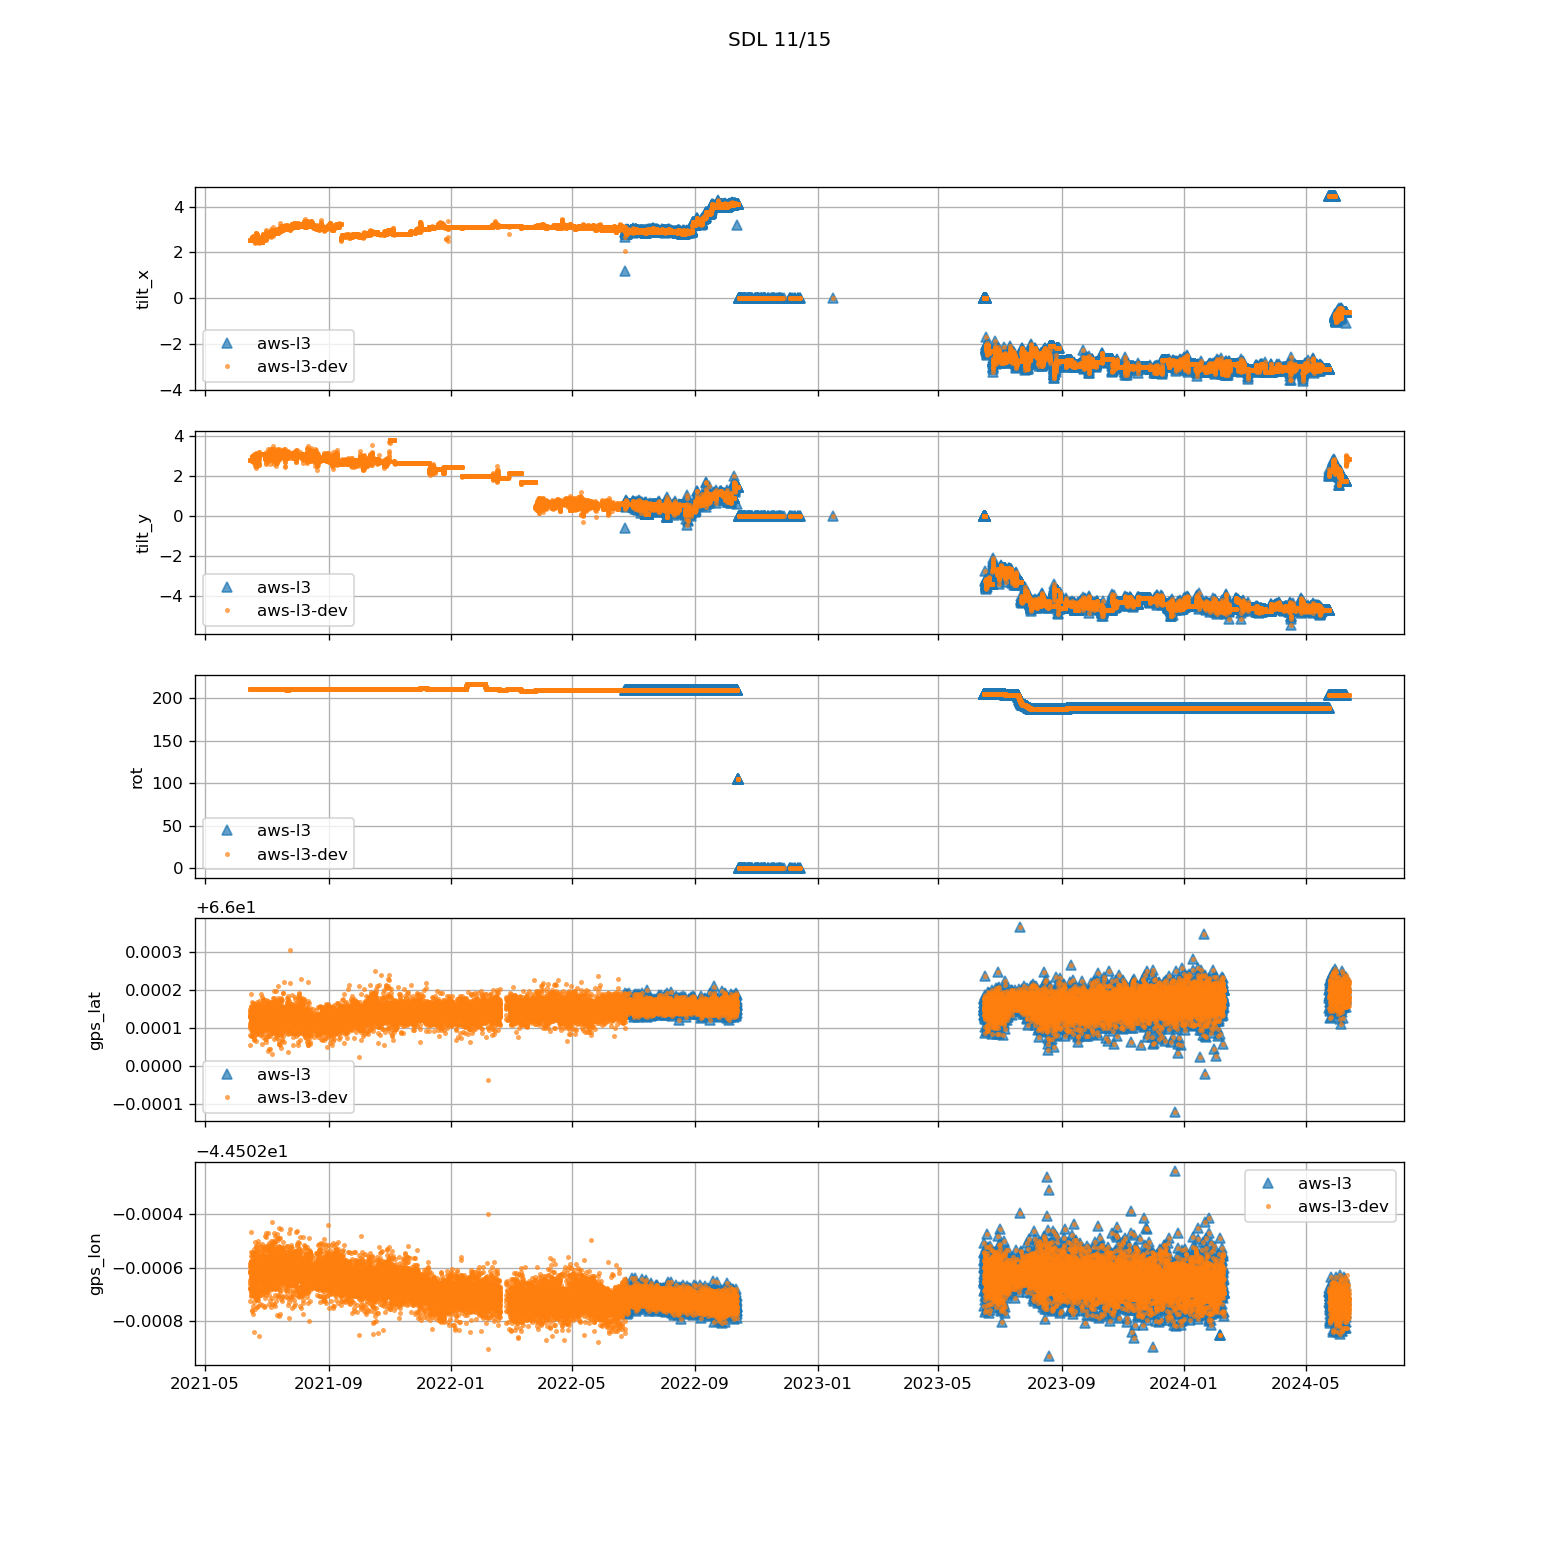 SDL 11/15
4
2
0
−2
−4
tilt_x
aws-l3
aws-l3-dev
4
2
0
−2
−4
tilt_y
aws-l3
aws-l3-dev
200
150
100
50
0
rot
aws-l3
aws-l3-dev
+6.6e1
0.0003
0.0002
0.0001
0.0000
−0.0001
gps_lat
aws-l3
aws-l3-dev
−4.4502e1
−0.0004
−0.0006
−0.0008
gps_lon
aws-l3
aws-l3-dev
2021-05 2021-09 2022-01 2022-05 2022-09 2023-01 2023-05 2023-09 2024-01 2024-05